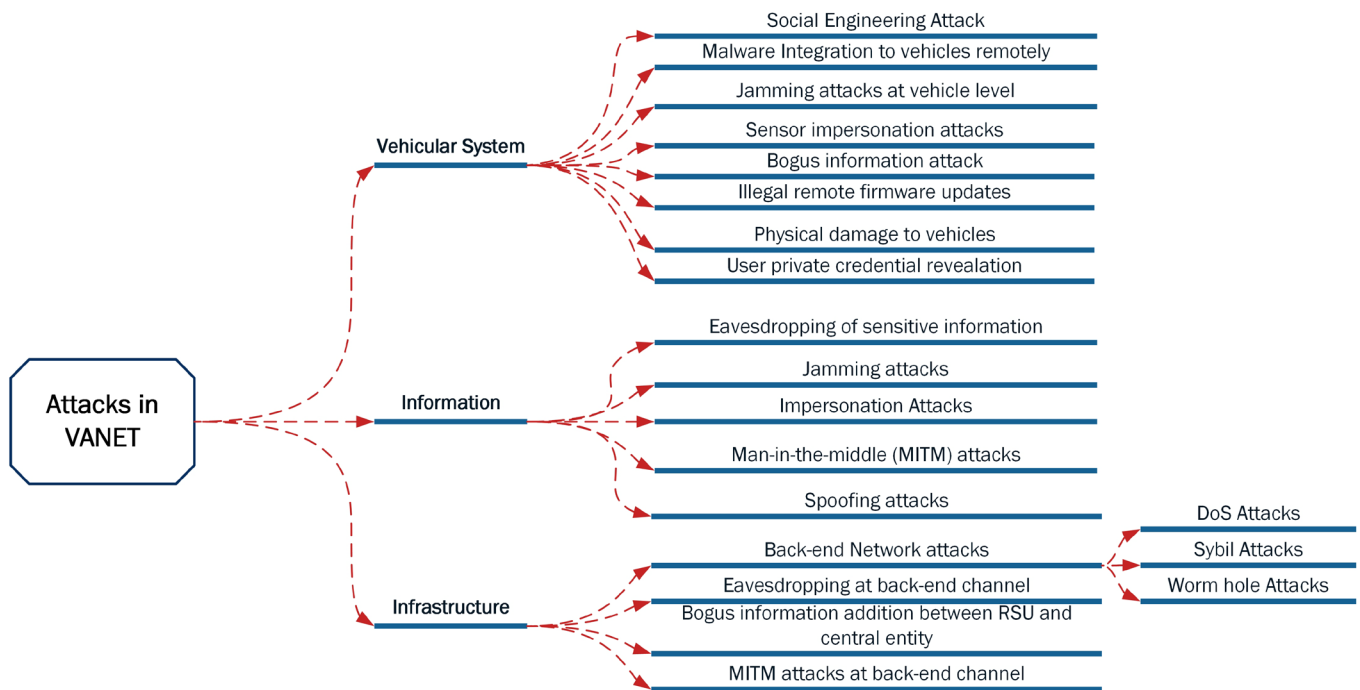 Social Engineering Attack
Malware Integration to vehicles remotely
Jamming attacks at vehicle level
Sensor impersonation attacks
Vehicular System
Bogus information attack
Illegal remote firmware updates
Physical damage to vehicles
User private credential revealation
Eavesdropping of sensitive information
Jamming attacks
Attacks in
VANET
Information
Impersonation Attacks
Man-in-the-middle (MITM) attacks
Spoofing attacks
DoS Attacks
Back-end Network attacks
Sybil Attacks
Eavesdropping at back-end channel
Worm hole Attacks
Infrastructure
Bogus information addition between RSU and
central entity
MITM attacks at back-end channel